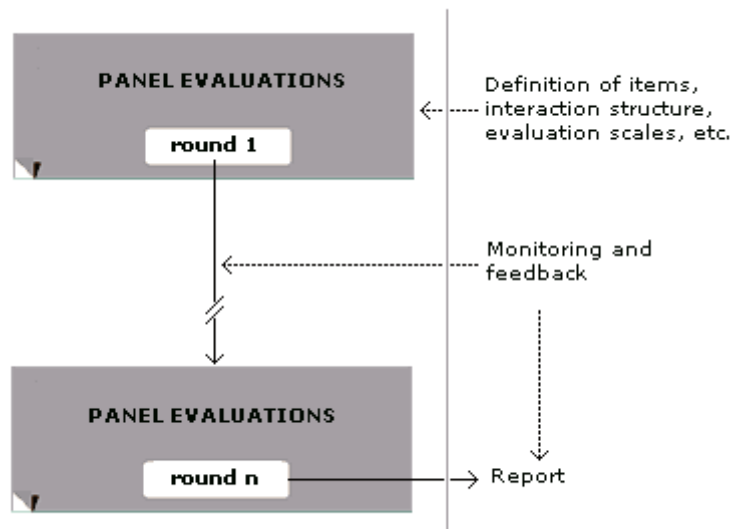 PANEL EVALUATIONS
round 1
Definition of items,
interaction structure,
evaluation scales, etc.
Monitoring and
feedback
PANEL EVALUATIONS
round n
Report